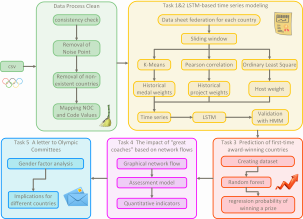 Data Process Clean
csv
consistency check
Removal of
Noise Point
Removal of non-
existent countries
Mapping NOC
and Code Values
Task 1&2 LSTM-based time series modeling
Data sheet federation for each country
Sliding window
K-Means
Pearson correlation
Ordinary Least Square
Historical
medal weights
Historical
project weights
Host weight
Time series
LSTM
Validation
with HMM
Task 5 A letter to Olympic
Committees
Gender factor analysis
Implications for
different countries
Task 4 The impact of "great
coaches" based on network flows
Graphical network flow
Assessment model
Quantitative indicators
Task 3 Prediction of first-time
award-winning countries
Creating dataset
Random forest
regression probability of
winning a prize